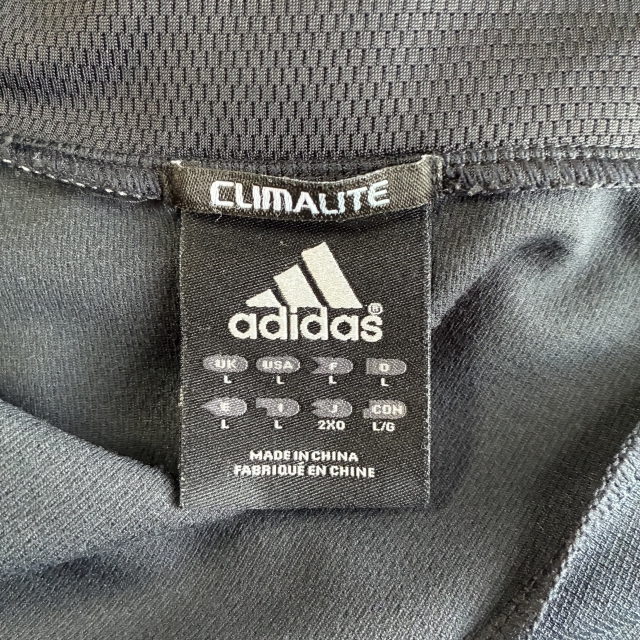 CLIMALITE
adidas®
UK USA F D
L L L L
E I J CDN
L L 2XO L/G
MADE IN CHINA
FABRIQUÉ EN CHINE